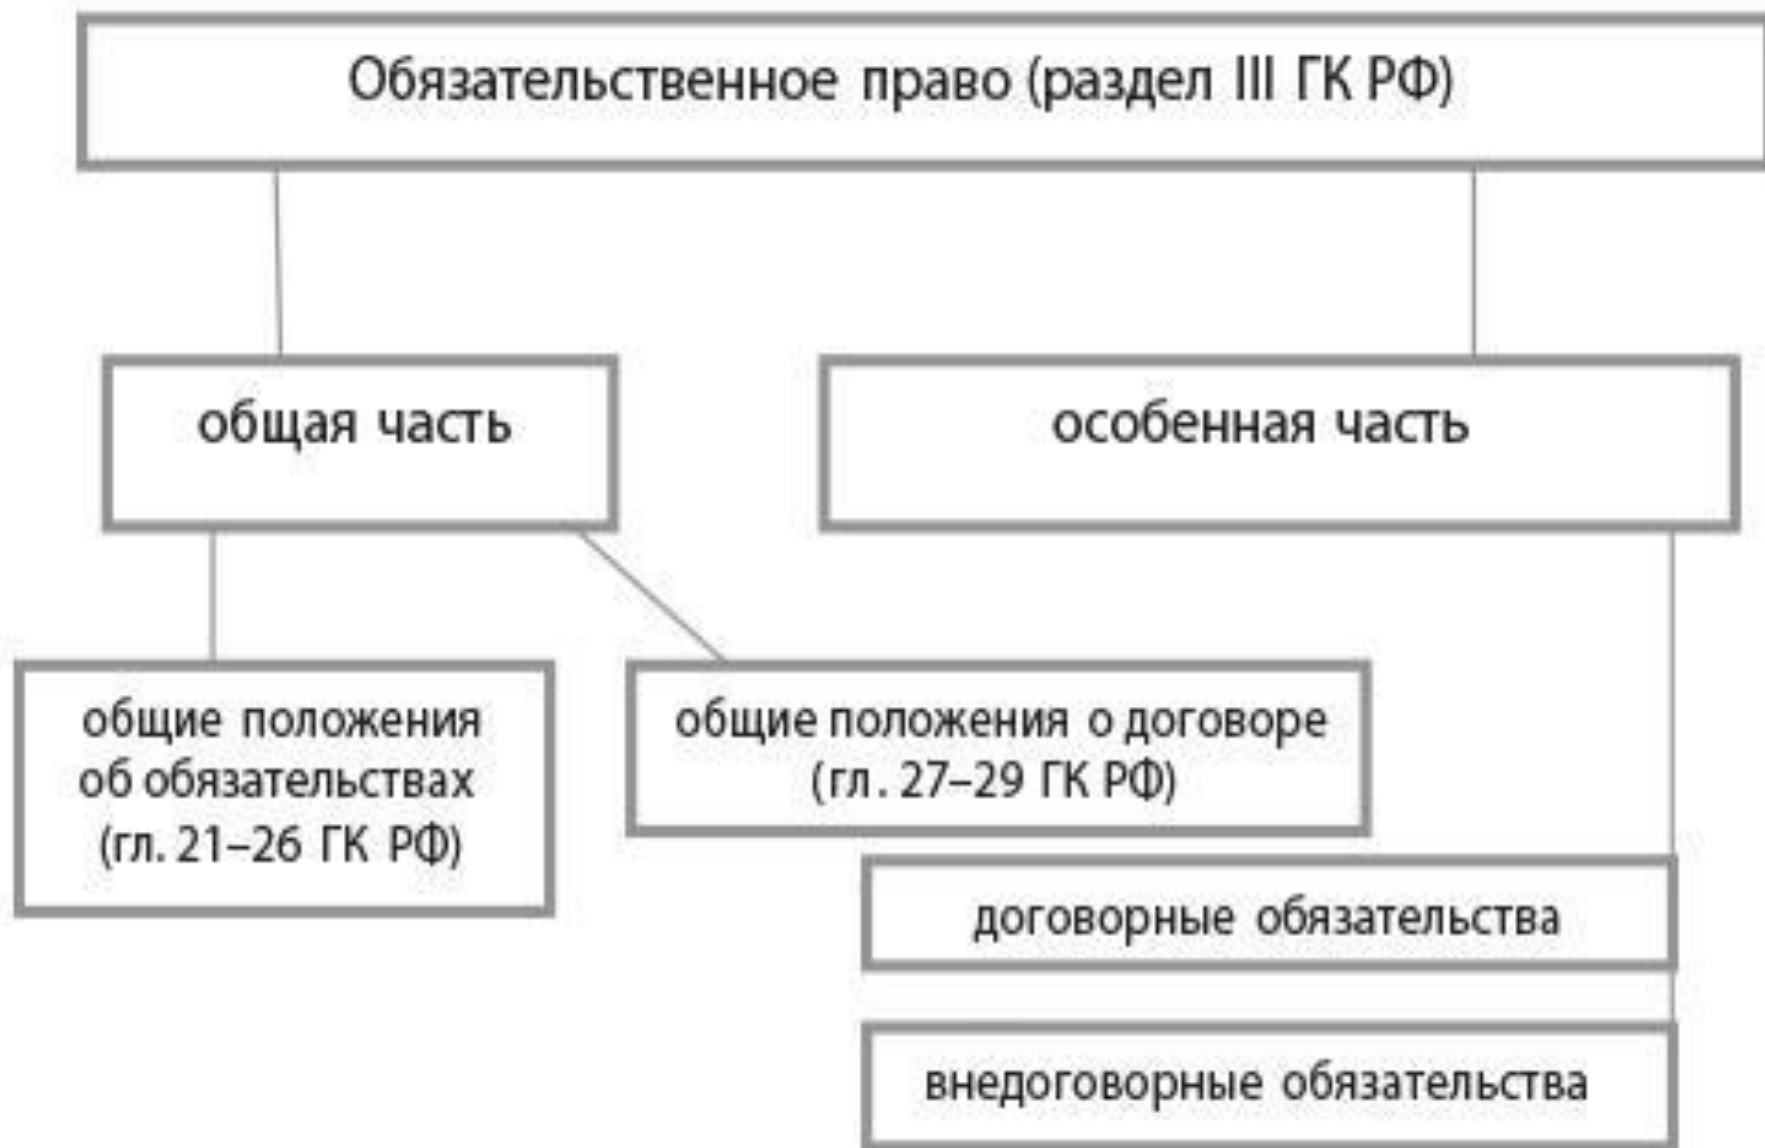 Обязательственное право (раздел III ГК РФ)
общая часть
особенная часть
общие положения
об обязательствах
(гл. 21–26 ГК РФ)
общие положения о договоре
(гл. 27–29 ГК РФ)
договорные обязательства
внедоговорные обязательства